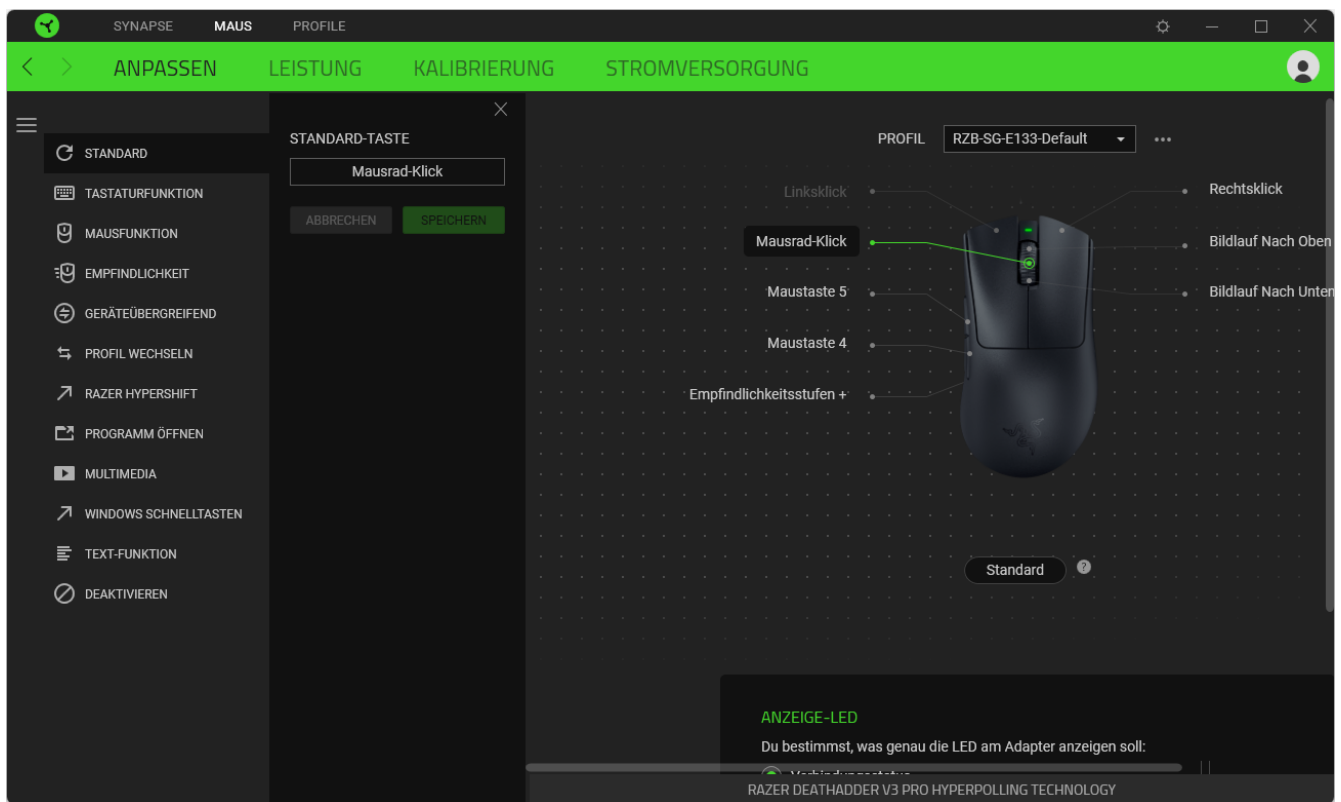 SYNAPSE MAUS PROFILE
ANPASSEN LEISTUNG KALIBRIERUNG STROMVERSORGUNG
STANDARD
TASTATURFUNKTION
MAUSFUNKTION
EMPFINDLICHKEIT
GERÄTEÜBERGREIFEND
PROFIL WECHSELN
RAZER HYPERSHIFT
PROGRAMM ÖFFNEN
MULTIMEDIA
WINDOWS SCHNELLTASTEN
TEXT-FUNKTION
DEAKTIVIEREN
STANDARD-TASTE
Mausrad-Klick
ABBRECHEN SPEICHERN
PROFIL RZB-SG-E133-Default
Linksklick
Mausrad-Klick
Maustaste 5
Maustaste 4
Empfindlichkeitsstufen +
Rechtsklick
Bildlauf Nach Oben
Bildlauf Nach Unten
Standard ?
ANZEIGE-LED
Du bestimmst, was genau die LED am Adapter anzeigen soll:
RAZER DEATHADDER V3 PRO HYPERPOLLING TECHNOLOGY